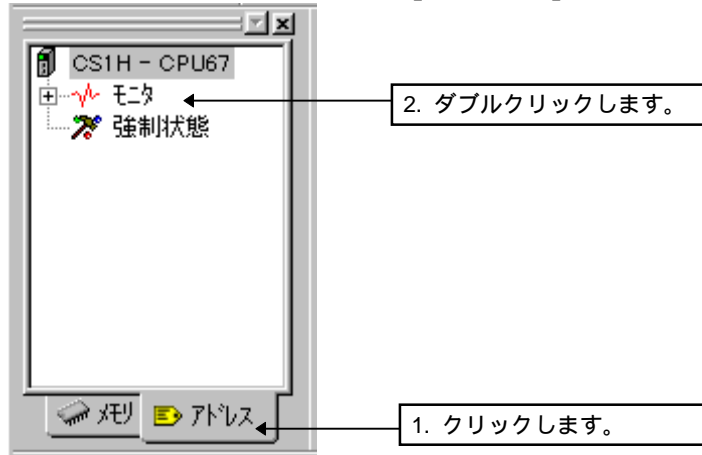 CS1H - CPU67
モニタ
2. ダブルクリックします。
強制状態
メモリ
アドレス
1. クリックします。